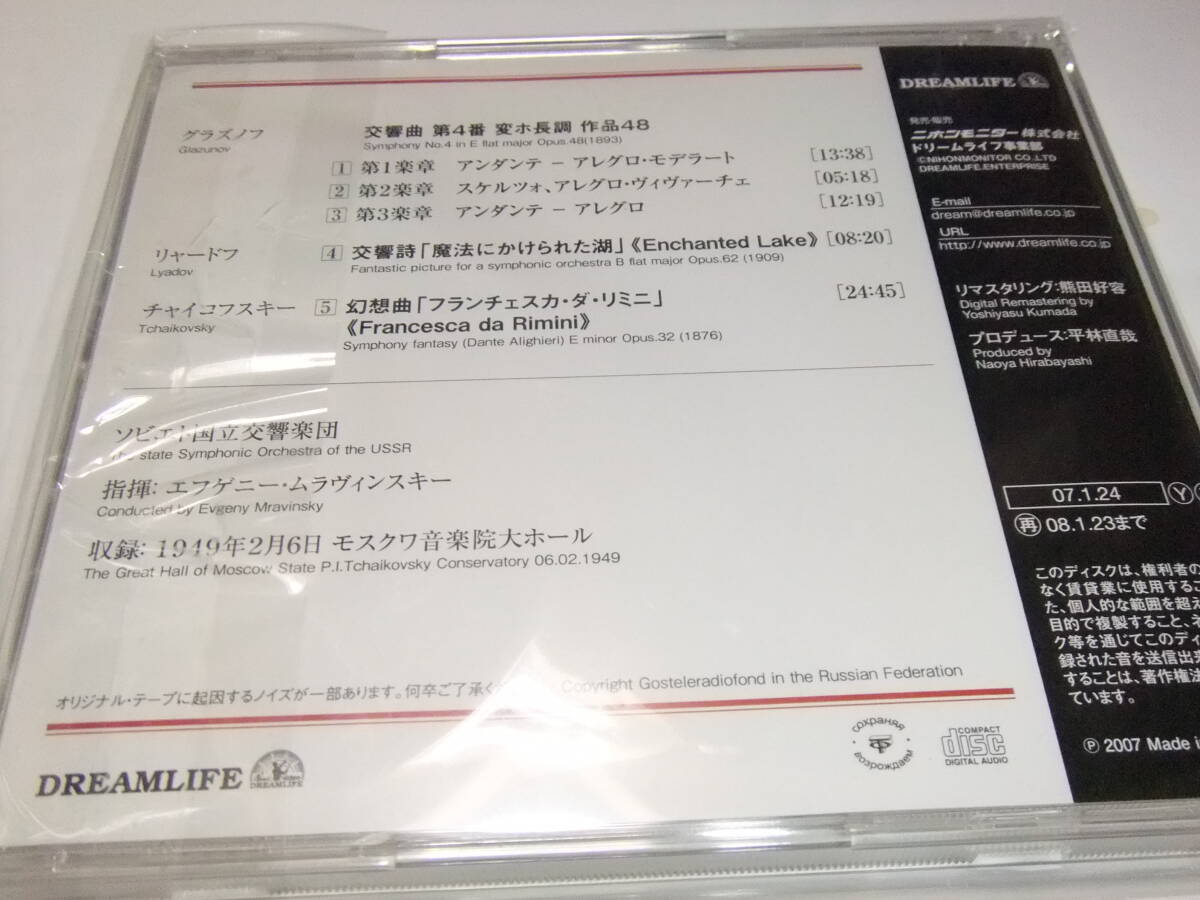 グラズノフ
Glazunov
交響曲 第4番 変ホ長調 作品48
Symphony No.4 in E flat major Opus.48(1893)
1 第1楽章 アンダンテ − アレグロ・モデラート [13:38]
2 第2楽章 スケルツォ、アレグロ・ヴィヴァーチェ [05:18]
3 第3楽章 アンダンテ − アレグロ [12:19]
リャードフ
Lyadov
4 交響詩「魔法にかけられた湖」《Enchanted Lake》 [08:20]
Fantastic picture for a symphonic orchestra B flat major Opus.62 (1909)
チャイコフスキー
Tchaikovsky
5 幻想曲「フランチェスカ・ダ・リミニ」 [24:45]
《Francesca da Rimini》
Symphony fantasy (Dante Alighieri) E minor Opus.32 (1876)
ソビエト国立交響楽団
The state Symphonic Orchestra of the USSR
指揮: エフゲニー・ムラヴィンスキー
Conducted by Evgeny Mravinsky
収録: 1949年2月6日 モスクワ音楽院大ホール
The Great Hall of Moscow State P.I.Tchaikovsky Conservatory 06.02.1949
オリジナル・テープに起因するノイズが一部あります。何卒ご了承く
Copyright Gosteleradiofond in the Russian Federation
DREAMLIFE
DREAMLIFE
сохраняя
возрождаем
COMPACT
disc
DIGITAL AUDIO
DREAMLIFE
発売・販売
ニホンモニター株式会社
ドリームライフ事業部
©NIHONMONITOR CO.,LTD
DREAMLIFE.ENTERPRISE
E-mail
dream@dreamlife.co.jp
URL
http://www.dreamlife.co.jp
リマスタリング:熊田好容
Digital Remastering by
Yoshiyasu Kumada
プロデュース:平林直哉
Produced by
Naoya Hirabayashi
07.1.24 Ⓨ
再 08.1.23まで
このディスクは、権利者の
なく賃貸業に使用するこ
た、個人的な範囲を超え
目的で複製すること、ネ
ク等を通じてこのディ
録された音を送信出来
することは、著作権法
ています。
Ⓟ 2007 Made i